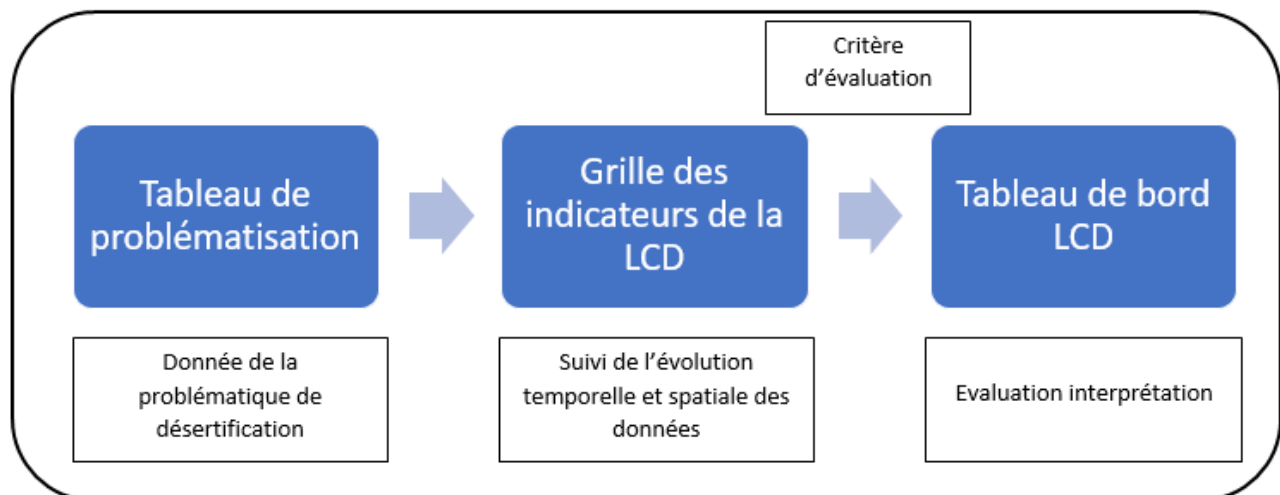 Critère
d’évaluation
Tableau de
problématisation
Grille des
indicateurs de la
LCD
Tableau de bord
LCD
Donnée de la
problématique de
désertification
Suivi de l’évolution
temporelle et spatiale des
données
Evaluation interprétation